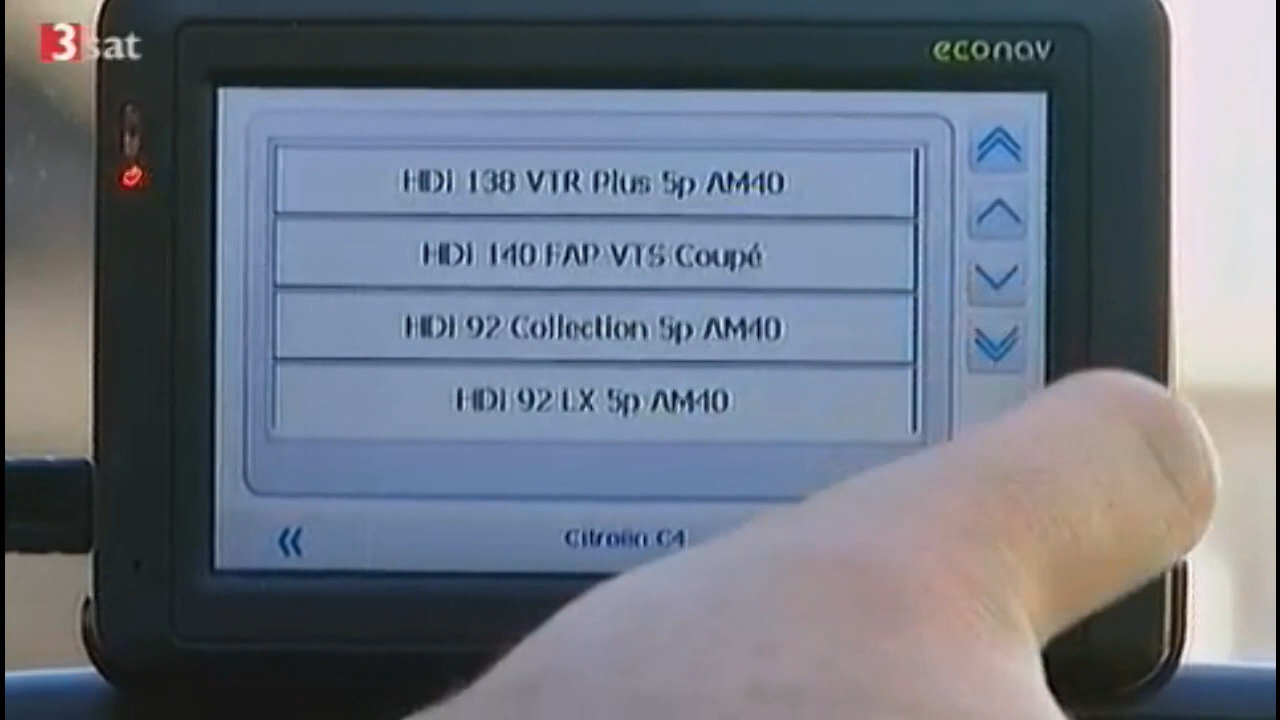 3sat
econav
HDI 138 VTR Plus 5p AM40
HDI 140 FAP VTS Coupé
HDI 92 Collection 5p AM40
HDI 92 LX 5p AM40
Citroën C4